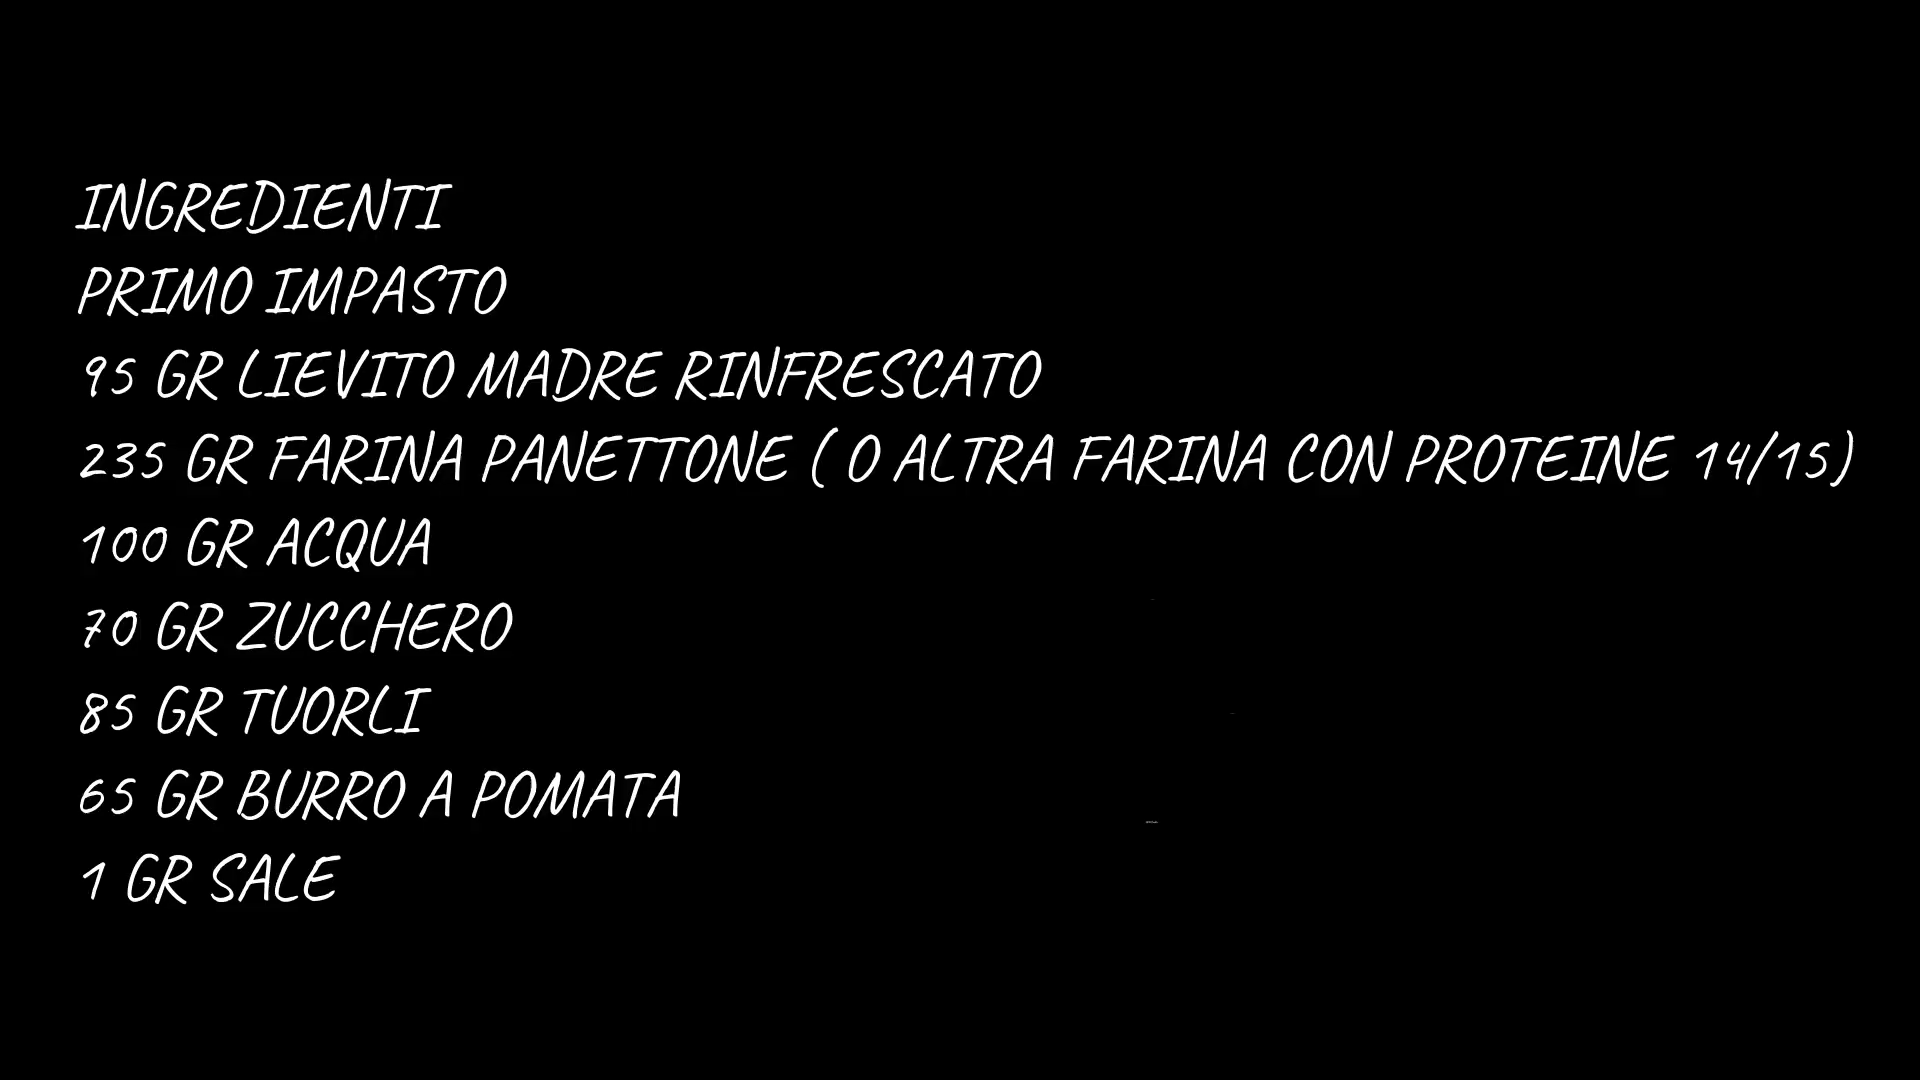 INGREDIENTI
PRIMO IMPASTO
95 GR LIEVITO MADRE RINFRESCATO
235 GR FARINA PANETTONE ( O ALTRA FARINA CON PROTEINE 14/15)
100 GR ACQUA
70 GR ZUCCHERO
85 GR TUORLI
65 GR BURRO A POMATA
1 GR SALE